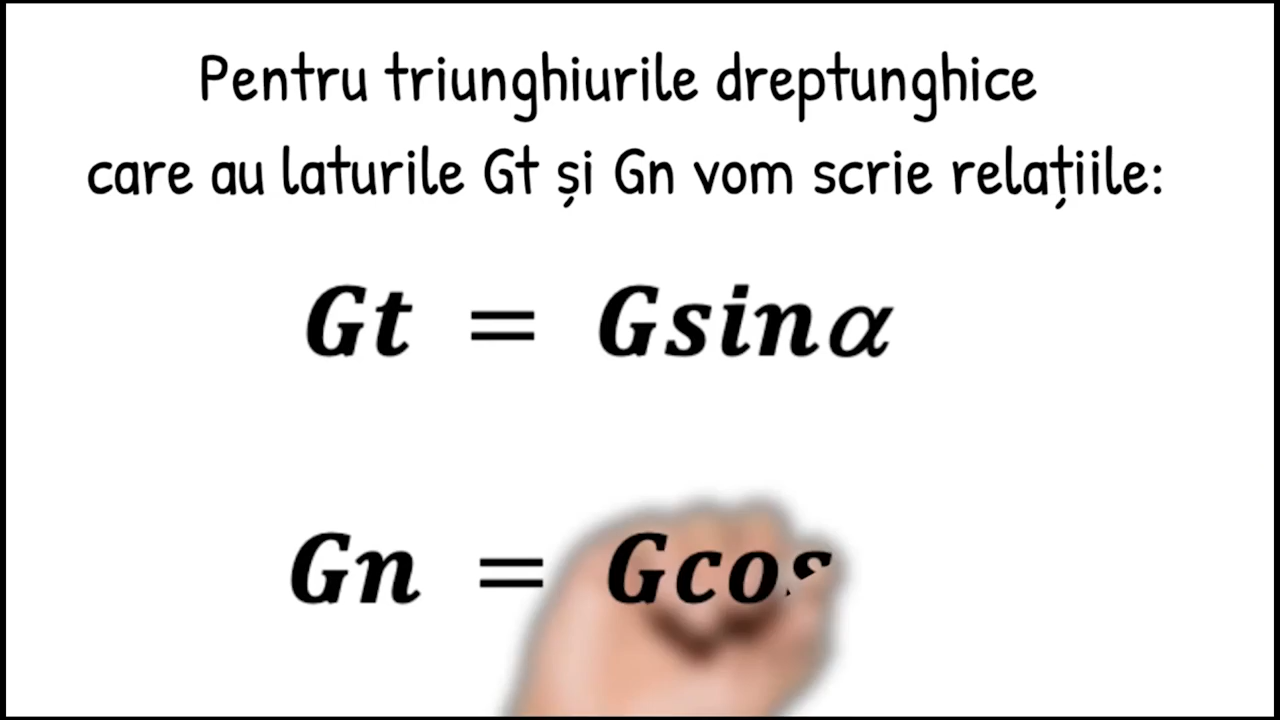 Pentru triunghiurile dreptunghice
care au laturile Gt și Gn vom scrie relațiile:
Gt = Gsinα
Gn = Gcos